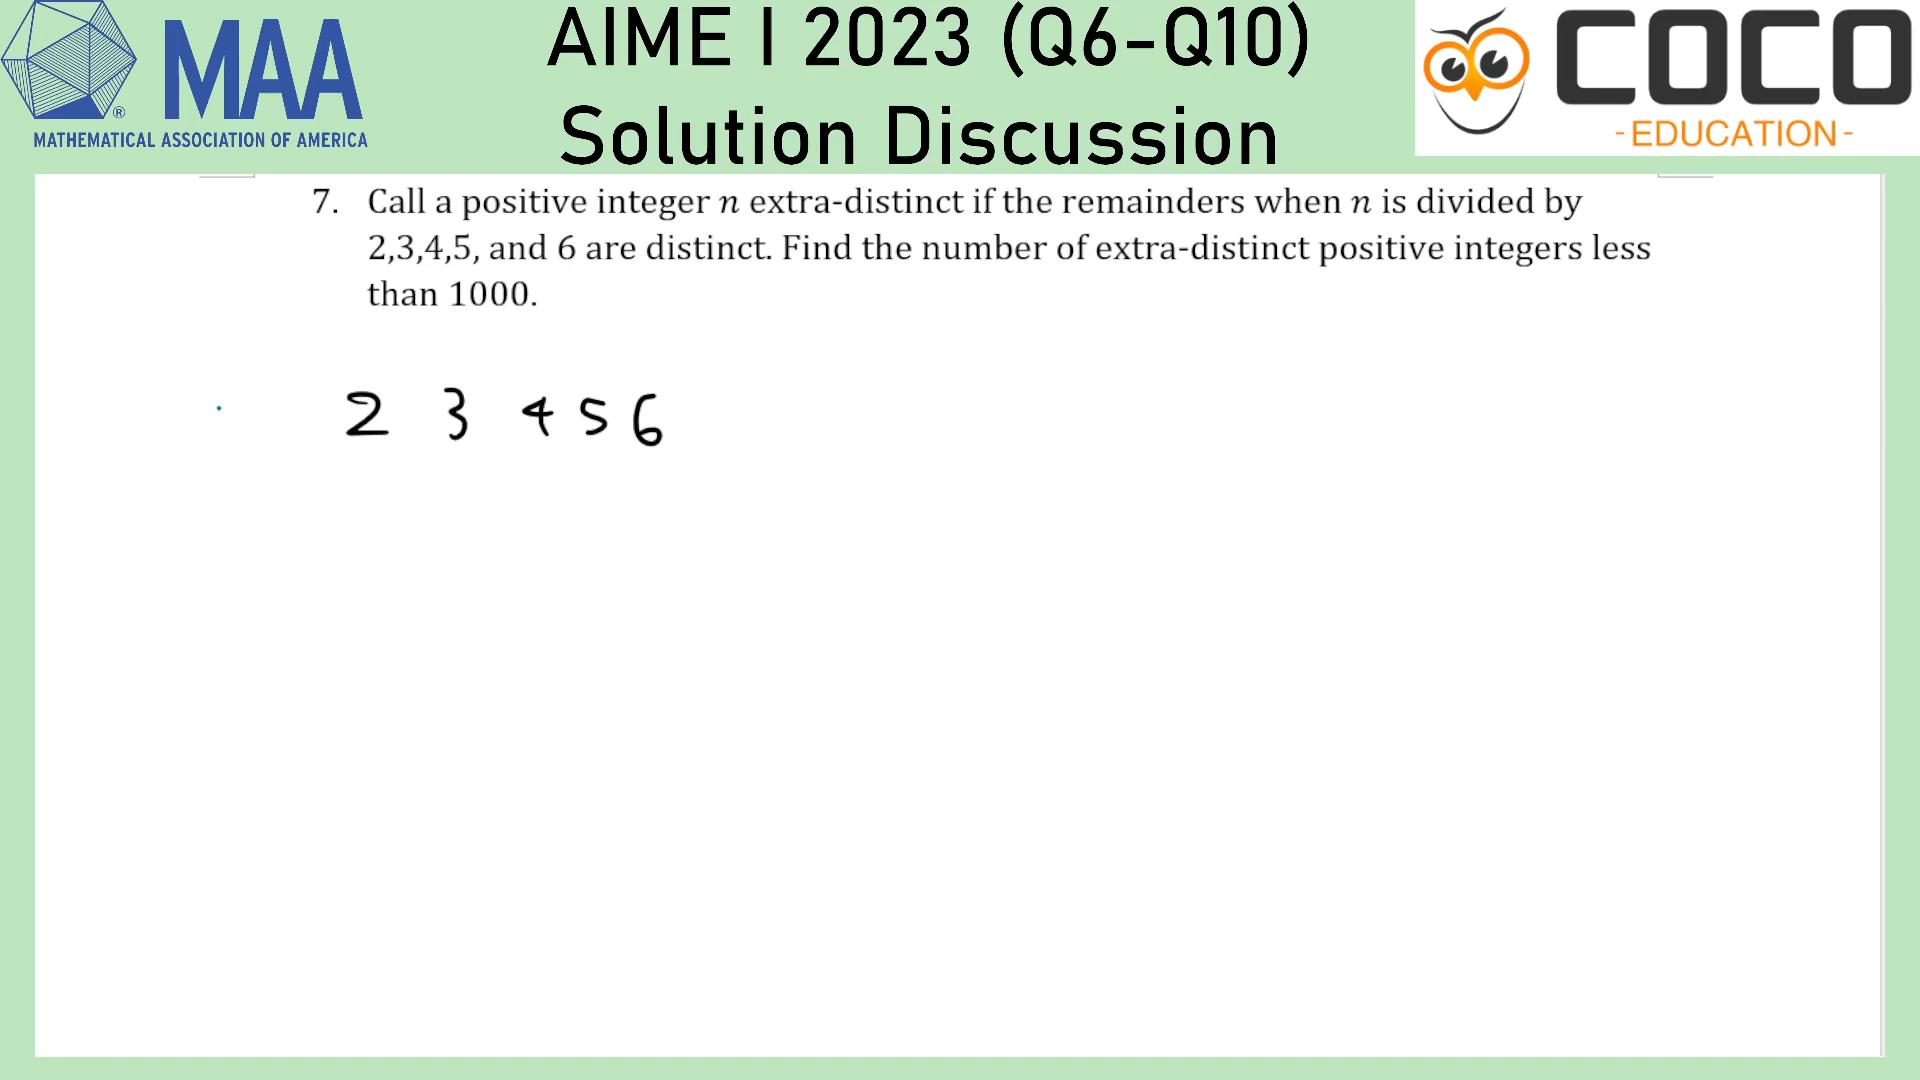 MAA
®
MATHEMATICAL ASSOCIATION OF AMERICA
AIME I 2023 (Q6-Q10)
Solution Discussion
COCO
-EDUCATION-
7. Call a positive integer n extra-distinct if the remainders when n is divided by
2,3,4,5, and 6 are distinct. Find the number of extra-distinct positive integers less
than 1000.
2 3 4 5 6